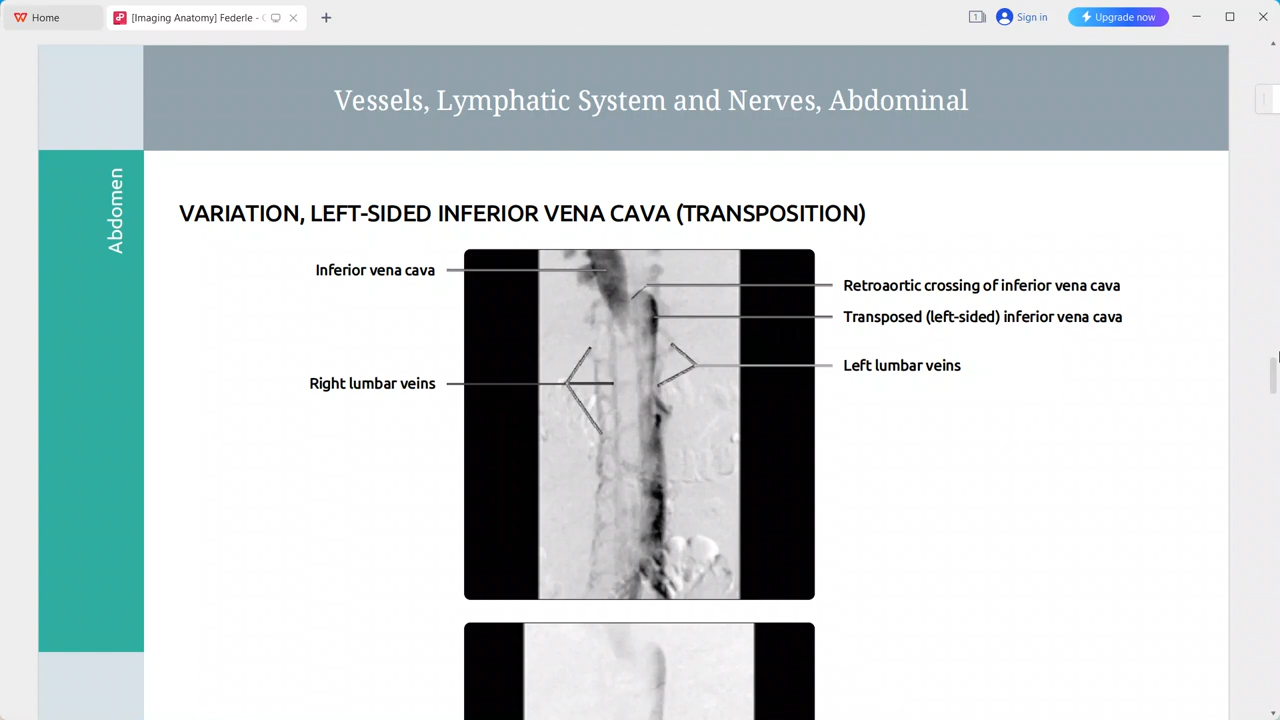 Home
[Imaging Anatomy] Federle -
1
Sign in
Upgrade now
Vessels, Lymphatic System and Nerves, Abdominal
Abdomen
VARIATION, LEFT-SIDED INFERIOR VENA CAVA (TRANSPOSITION)
Inferior vena cava
Retroaortic crossing of inferior vena cava
Transposed (left-sided) inferior vena cava
Left lumbar veins
Right lumbar veins